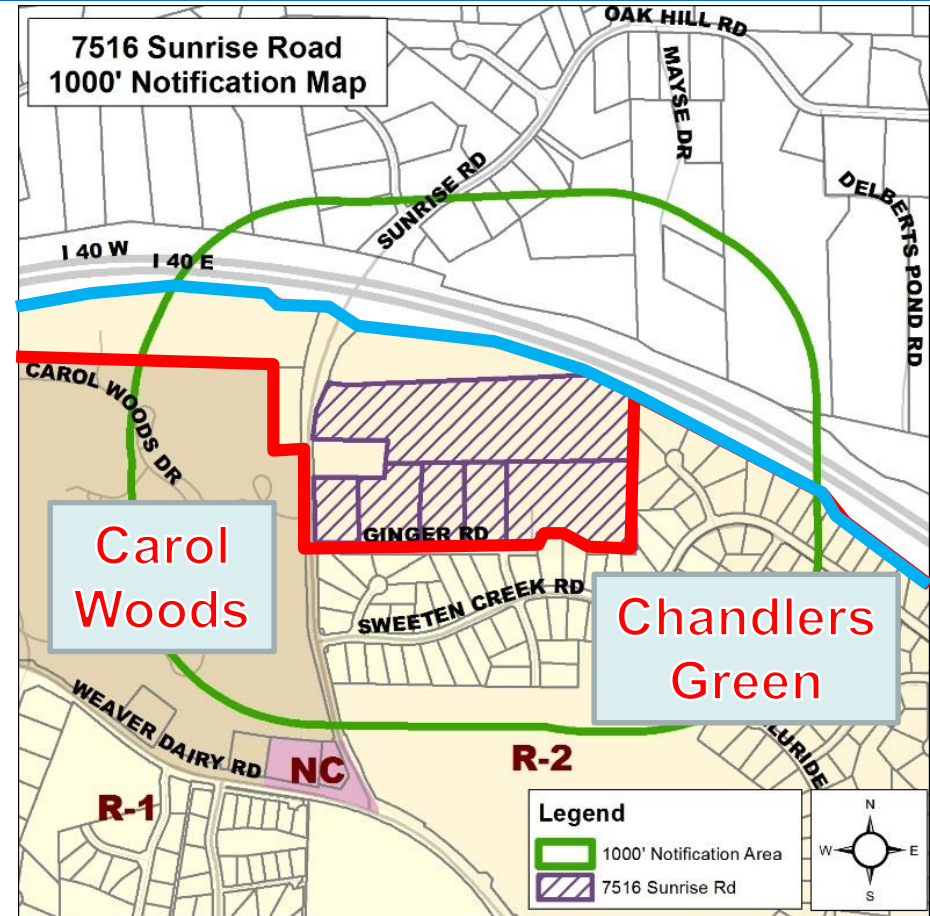 7516 Sunrise Road
1000' Notification Map
OAK HILL RD
MAYSE DR
SUNRISE RD
DELBERTS POND RD
I 40 W
I 40 E
CAROL WOODS DR
GINGER RD
Carol
Woods
SWEETEN CREEK RD
Chandlers
Green
WEAVER DAIRY RD
NC
R-2
R-1
Legend
1000' Notification Area
7516 Sunrise Rd
N
W
E
S